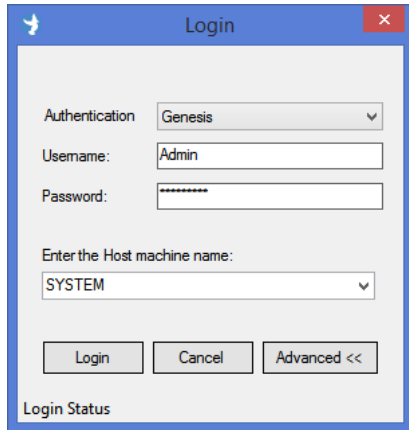 Login
Authentication Genesis
Username: Admin
Password: *********
Enter the Host machine name:
SYSTEM
Login Cancel Advanced <<
Login Status